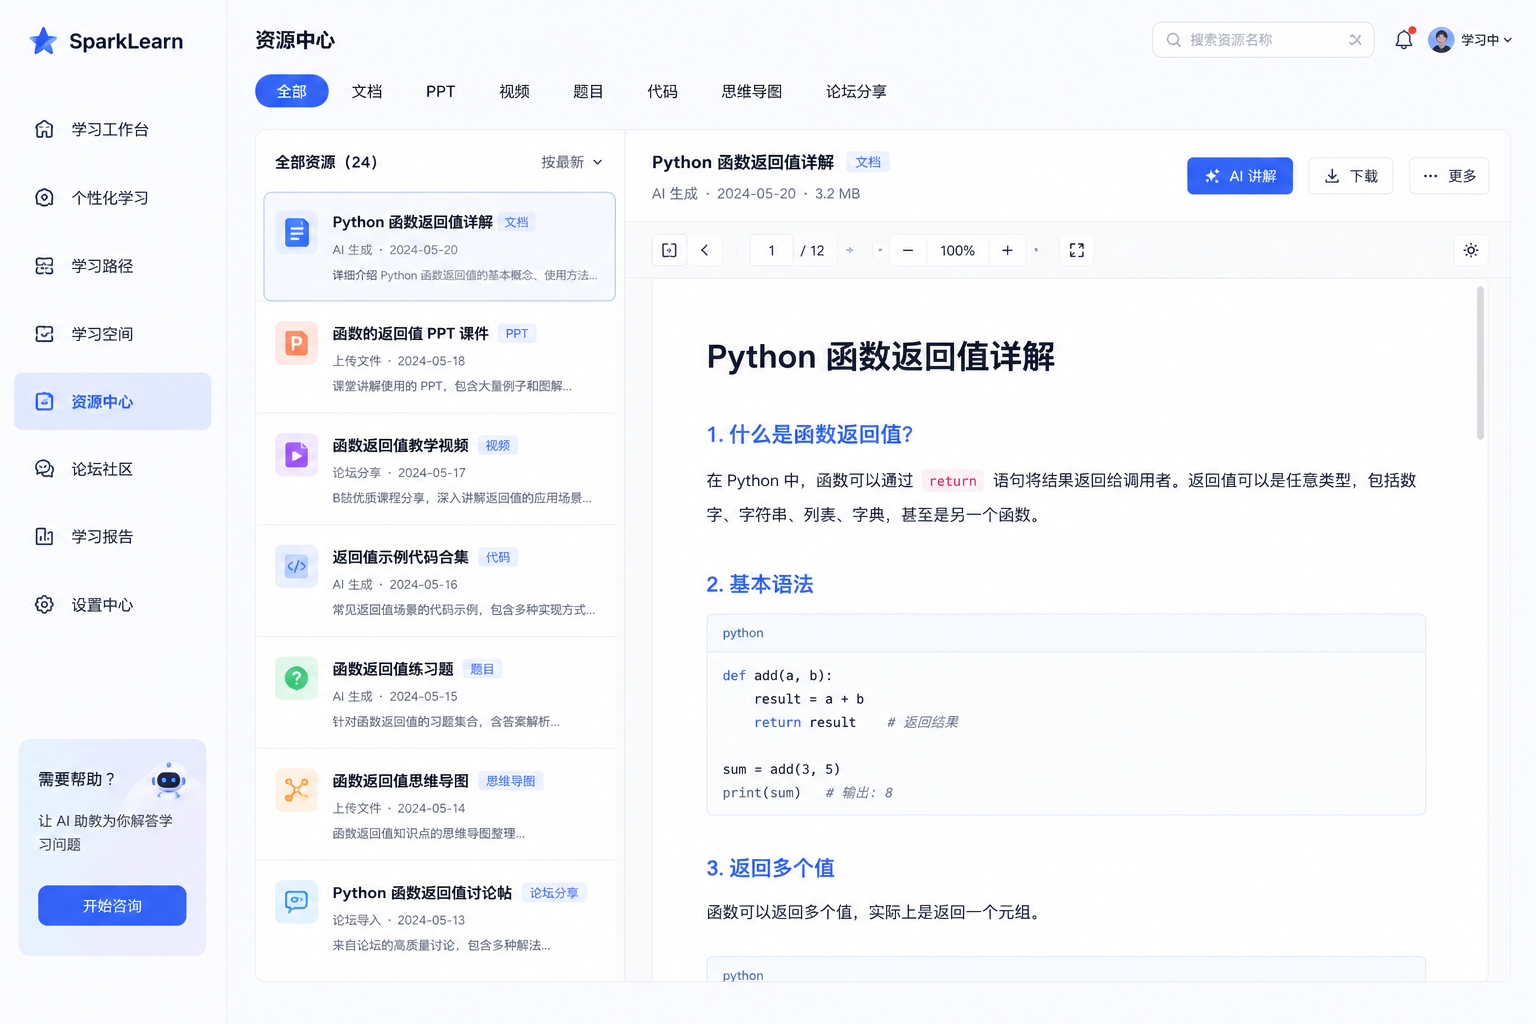 SparkLearn
学习工作台
个性化学习
学习路径
学习空间
资源中心
论坛社区
学习报告
设置中心
需要帮助？
让 AI 助教为你解答学
习问题
开始咨询
资源中心
搜索资源名称
学习中
全部 文档 PPT 视频 题目 代码 思维导图 论坛分享
全部资源（24） 按最新
Python 函数返回值详解 文档
AI 生成 · 2024-05-20
详细介绍 Python 函数返回值的基本概念、使用方法...
函数的返回值 PPT 课件 PPT
上传文件 · 2024-05-18
课堂讲解使用的 PPT，包含大量例子和图解...
函数返回值教学视频 视频
论坛分享 · 2024-05-17
B站优质课程分享，深入讲解返回值的应用场景...
返回值示例代码合集 代码
AI 生成 · 2024-05-16
常见返回值场景的代码示例，包含多种实现方式...
函数返回值练习题 题目
AI 生成 · 2024-05-15
针对函数返回值的习题集合，含答案解析...
函数返回值思维导图 思维导图
上传文件 · 2024-05-14
函数返回值知识点的思维导图整理...
Python 函数返回值讨论帖 论坛分享
论坛导入 · 2024-05-13
来自论坛的高质量讨论，包含多种解法...
Python 函数返回值详解 文档
AI 生成 · 2024-05-20 · 3.2 MB
AI 讲解 下载 ··· 更多
1 / 12 − 100% +
Python 函数返回值详解
1. 什么是函数返回值？
在 Python 中，函数可以通过 return 语句将结果返回给调用者。返回值可以是任意类型，包括数
字、字符串、列表、字典，甚至是另一个函数。
2. 基本语法
python
def add(a, b):
    result = a + b
    return result    # 返回结果
sum = add(3, 5)
print(sum)   # 输出：8
3. 返回多个值
函数可以返回多个值，实际上是返回一个元组。
python